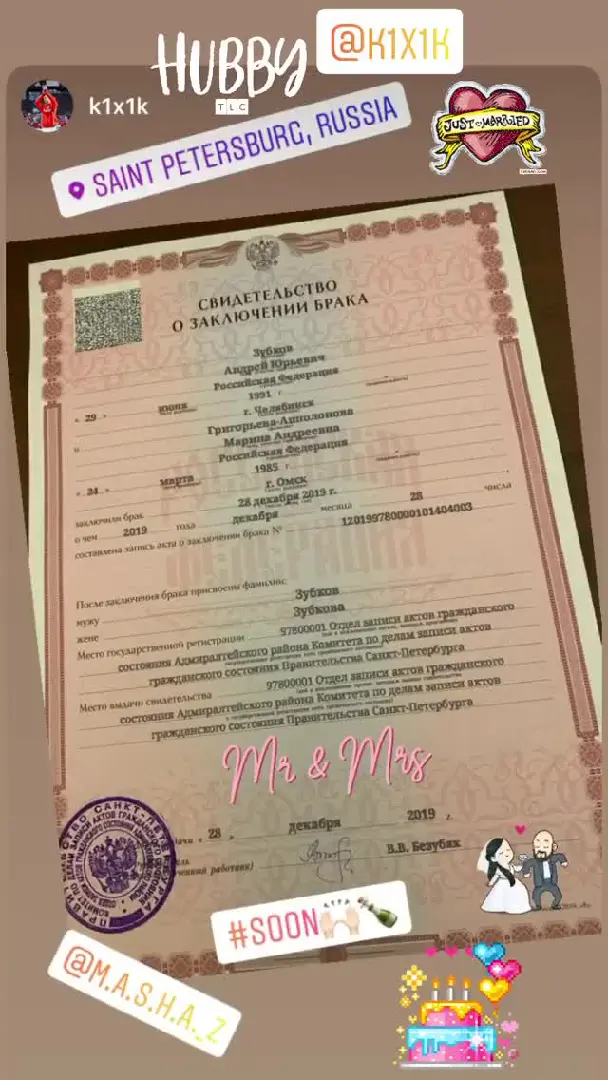 HUBBY
@K1X1K
TLC
k1x1k
SAINT PETERSBURG, RUSSIA
JUST MARRIED
СВИДЕТЕЛЬСТВО
О ЗАКЛЮЧЕНИИ БРАКА
Зубков
Андрей Юрьевич
Российская Федерация
« 29 » июня 1991 г
г. Челябинск
и Григорьева-Апполонова
Марина Андреевна
Российская Федерация
« 24 » марта 1985 г
г. Омск
заключили брак 28 декабря 2019 г.
о чем 2019 года декабря месяца 28 числа
составлена запись акта о заключении брака № 120199780000101404003
После заключения брака присвоены фамилии:
мужу Зубков
жене Зубкова
Место государственной регистрации 97800001 Отдел записи актов гражданского
состояния Адмиралтейского района Комитета по делам записи актов
гражданского состояния Правительства Санкт-Петербурга
Место выдачи свидетельства 97800001 Отдел записи актов гражданского
состояния Адмиралтейского района Комитета по делам записи актов
гражданского состояния Правительства Санкт-Петербурга
Mr & Mrs
« 28 » декабря 2019 г.
В.В. Безубяк
#SOON
@M.A.S.H.A._Z